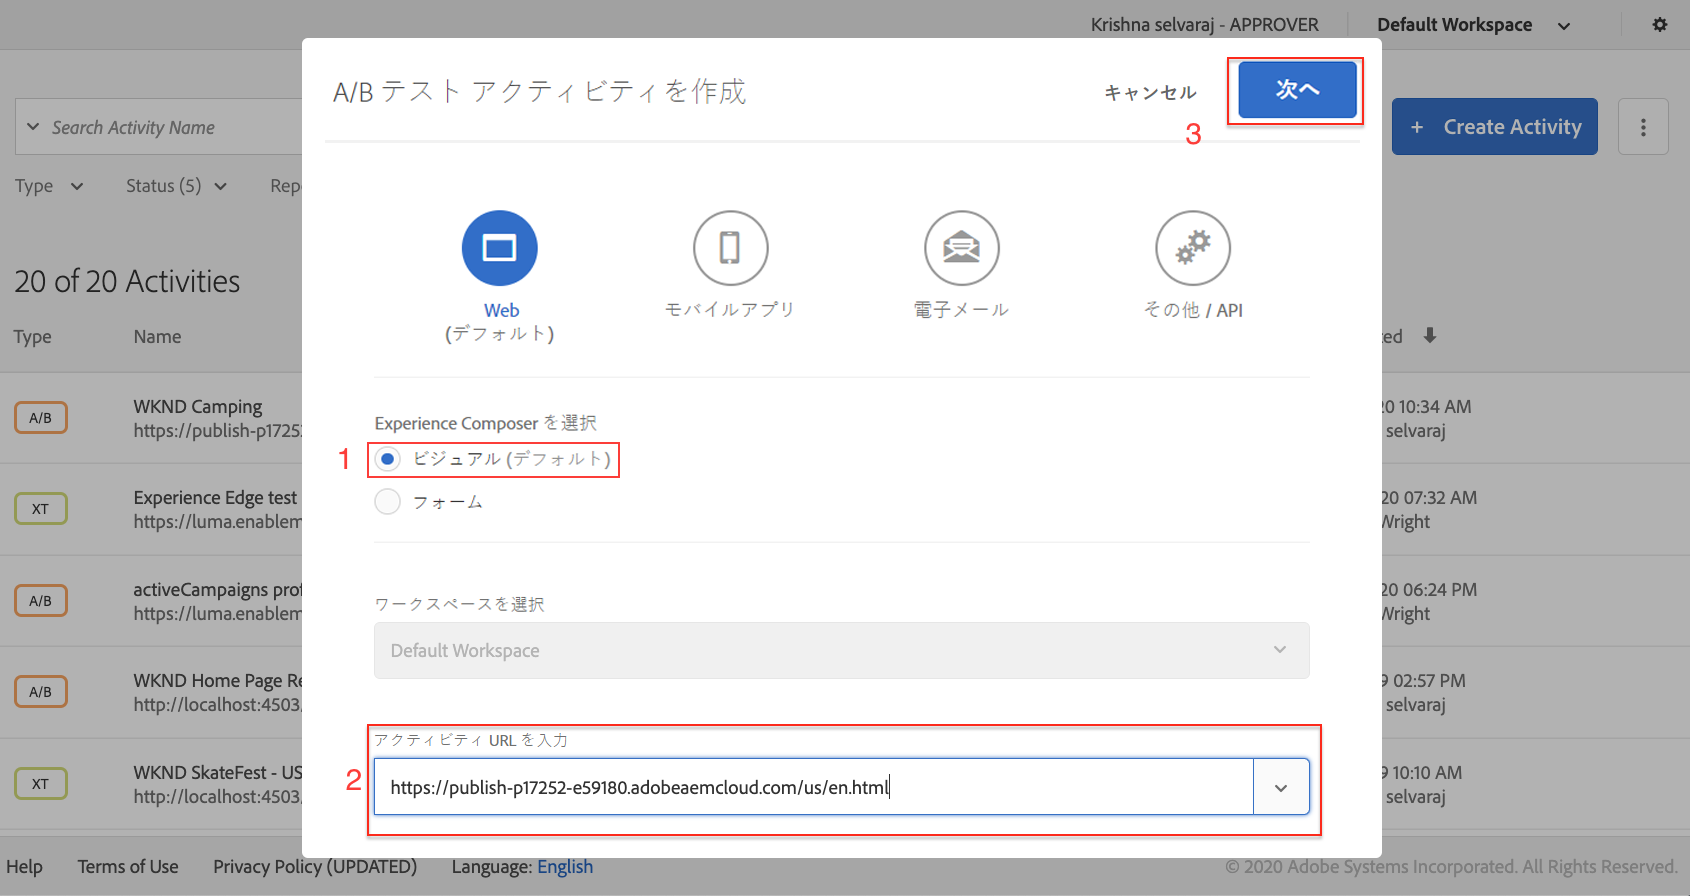 Krishna selvaraj - APPROVER
Default Workspace
A/B テスト アクティビティを作成
キャンセル
次へ
3
Search Activity Name
+ Create Activity
Type
Status (5)
Rep
Web
(デフォルト)
モバイルアプリ
電子メール
その他 / API
20 of 20 Activities
Type
Name
ed
Experience Composer を選択
1
ビジュアル (デフォルト)
フォーム
A/B
WKND Camping
https://publish-p1725
20 10:34 AM
selvaraj
XT
Experience Edge test
https://luma.enablem
20 07:32 AM
Wright
A/B
activeCampaigns prof
https://luma.enablem
20 06:24 PM
Wright
ワークスペースを選択
Default Workspace
A/B
WKND Home Page Re
http://localhost:4503
9 02:57 PM
selvaraj
アクティビティ URL を入力
2
https://publish-p17252-e59180.adobeaemcloud.com/us/en.html
XT
WKND SkateFest - US
http://localhost:4503
9 10:10 AM
selvaraj
Help
Terms of Use
Privacy Policy (UPDATED)
Language: English
© 2020 Adobe Systems Incorporated. All Rights Reserved.